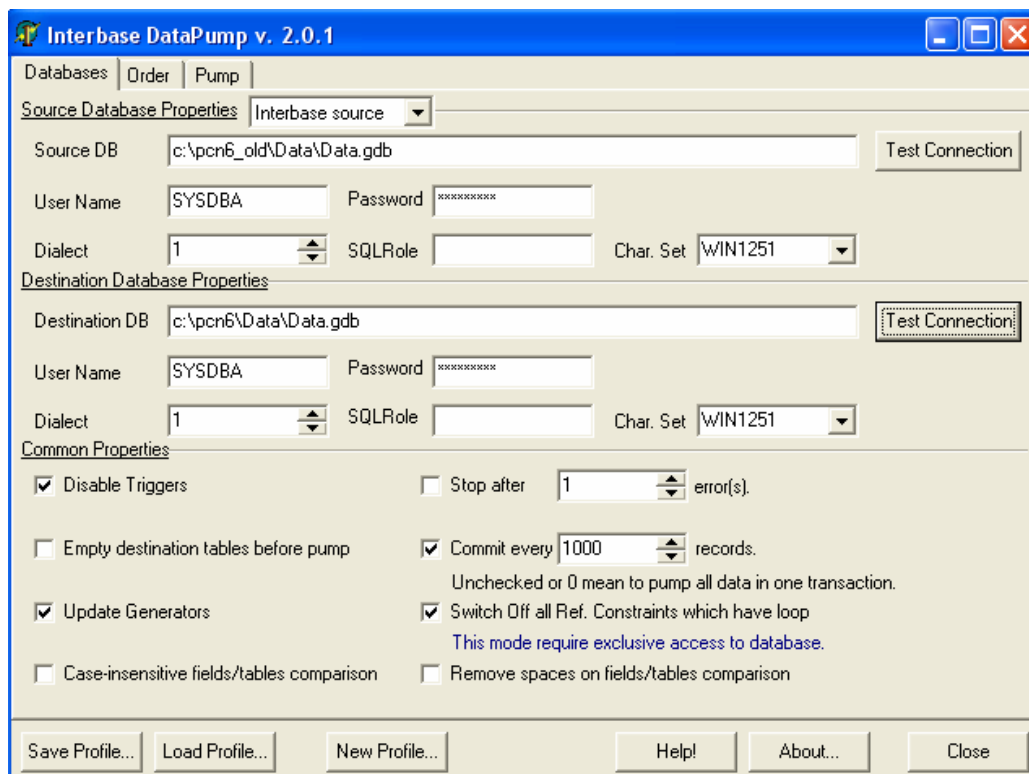 Interbase DataPump v. 2.0.1
Databases Order Pump
Source Database Properties Interbase source
Source DB c:\pcn6_old\Data\Data.gdb Test Connection
User Name SYSDBA Password *********
Dialect 1 SQLRole Char. Set WIN1251
Destination Database Properties
Destination DB c:\pcn6\Data\Data.gdb Test Connection
User Name SYSDBA Password *********
Dialect 1 SQLRole Char. Set WIN1251
Common Properties
Disable Triggers Stop after 1 error(s).
Empty destination tables before pump Commit every 1000 records.
Unchecked or 0 mean to pump all data in one transaction.
Update Generators Switch Off all Ref. Constraints which have loop
This mode require exclusive access to database.
Case-insensitive fields/tables comparison Remove spaces on fields/tables comparison
Save Profile... Load Profile... New Profile... Help! About... Close